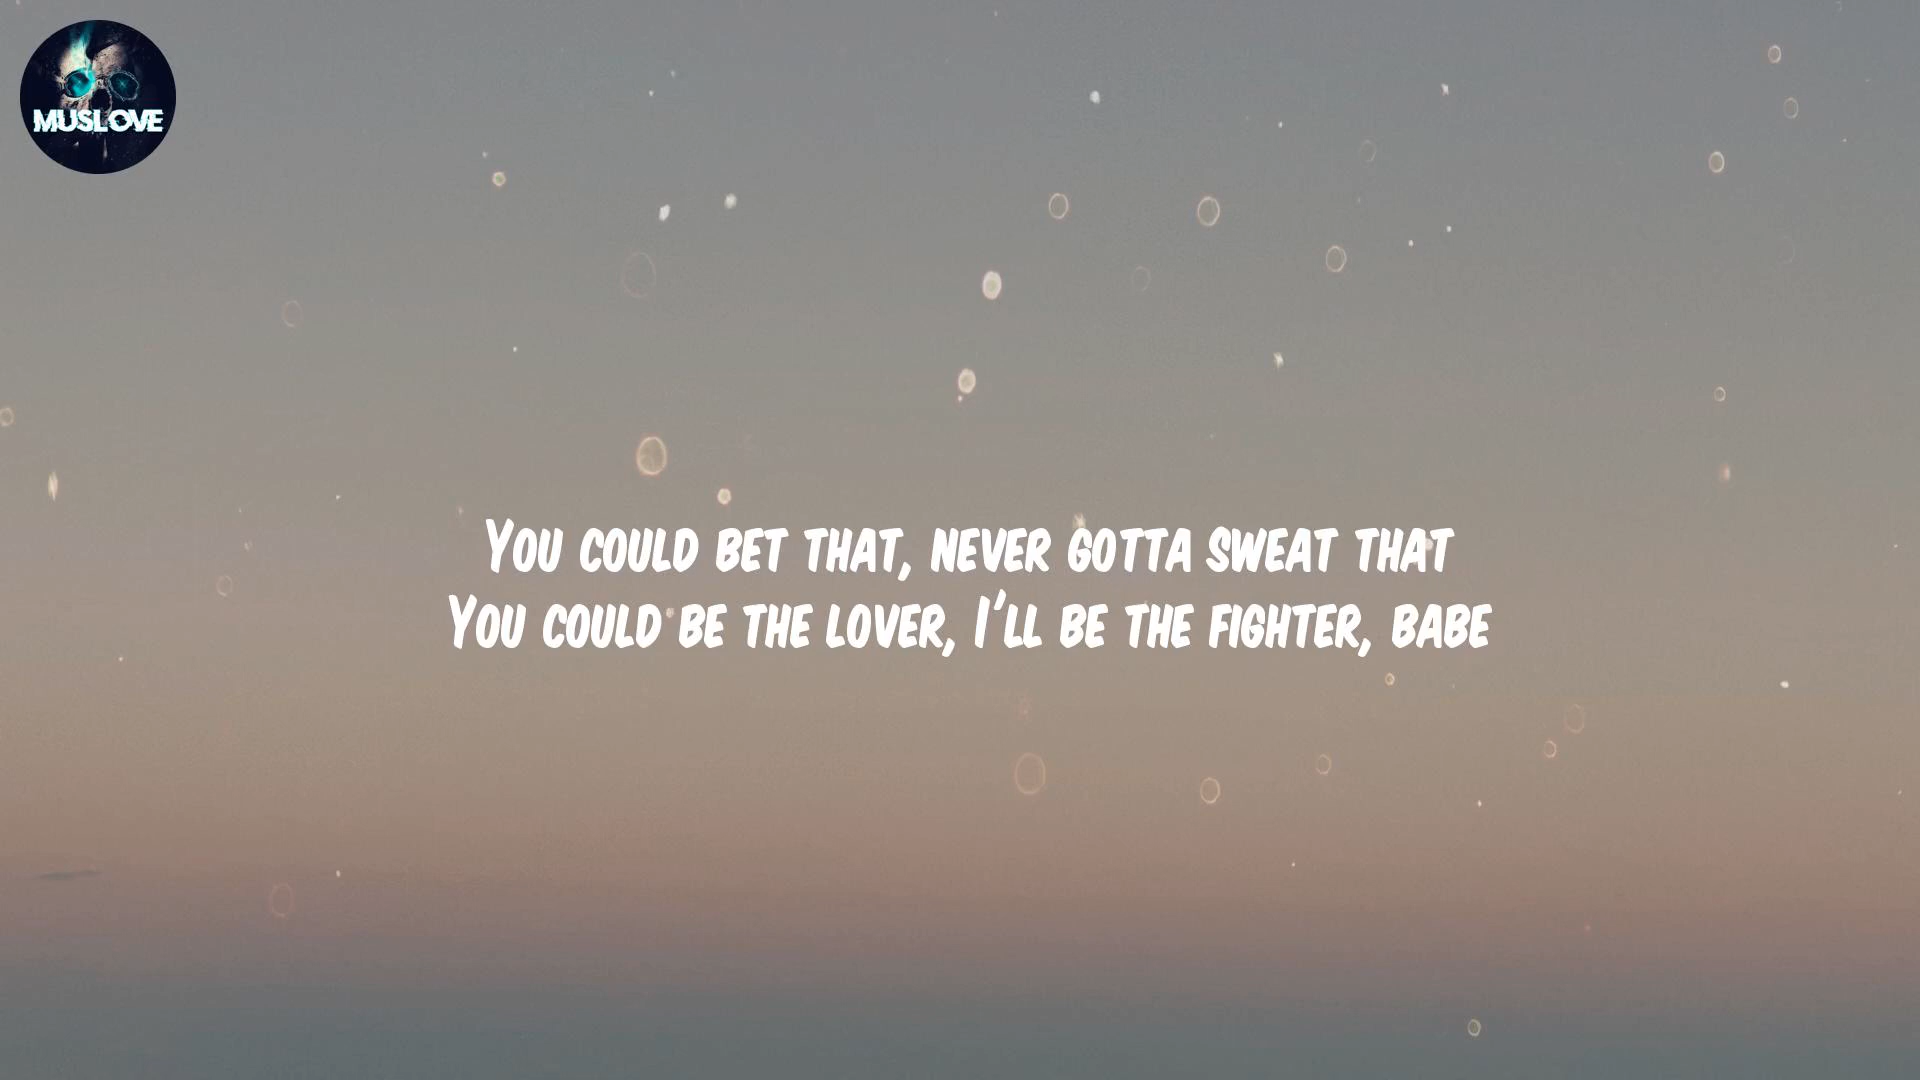 MUSLOVE
You could bet that, never gotta sweat that
You could be the lover, I'll be the fighter, babe